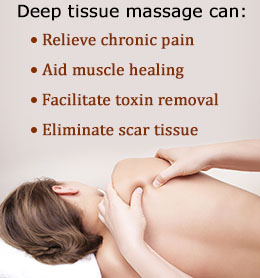 Deep tissue massage can:
• Relieve chronic pain
• Aid muscle healing
• Facilitate toxin removal
• Eliminate scar tissue